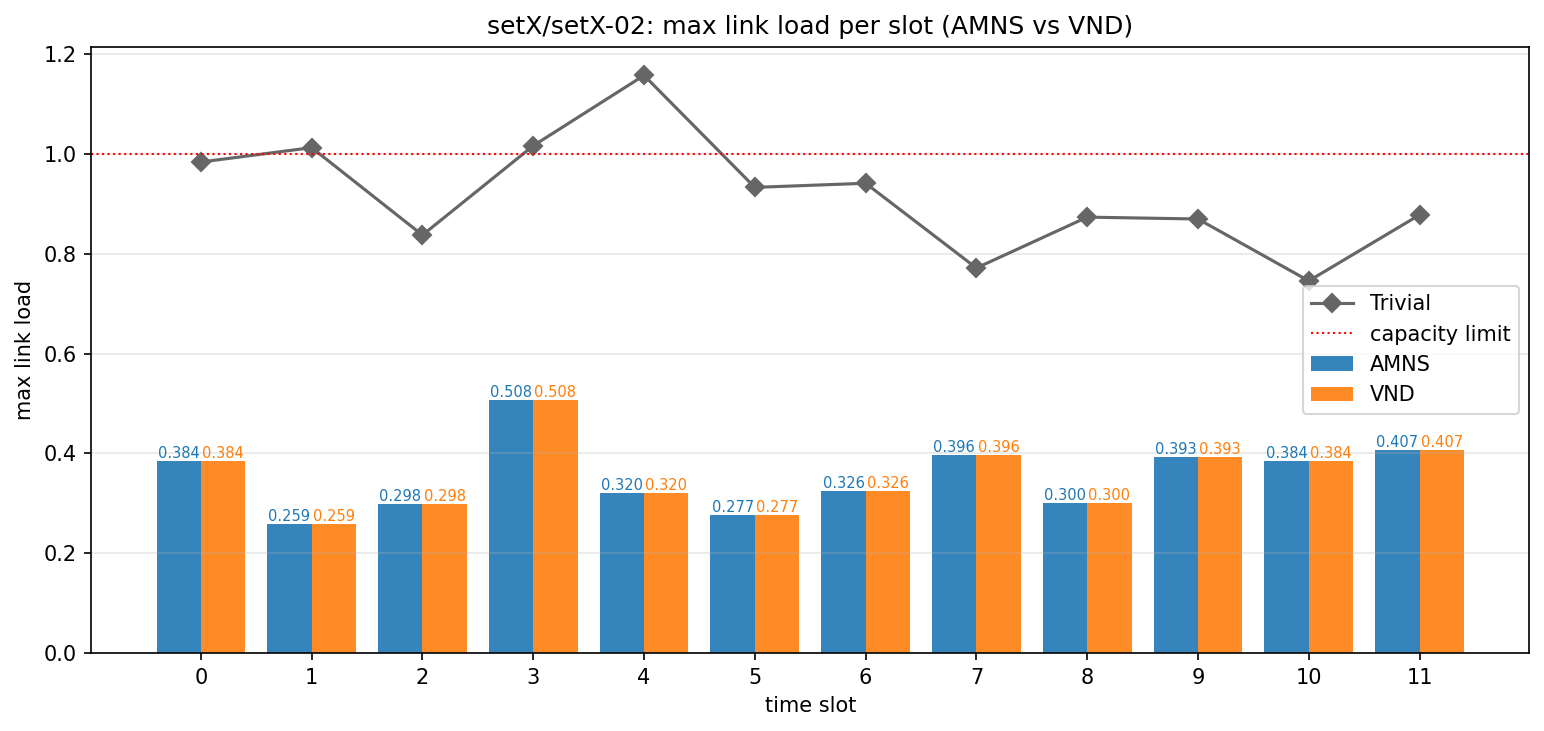 setX/setX-02: max link load per slot (AMNS vs VND)
max link load
1.2
1.0
0.8
0.6
0.4
0.2
0.0
Trivial
capacity limit
AMNS
VND
0.384 0.384
0.259 0.259
0.298 0.298
0.508 0.508
0.320 0.320
0.277 0.277
0.326 0.326
0.396 0.396
0.300 0.300
0.393 0.393
0.384 0.384
0.407 0.407
0 1 2 3 4 5 6 7 8 9 10 11
time slot